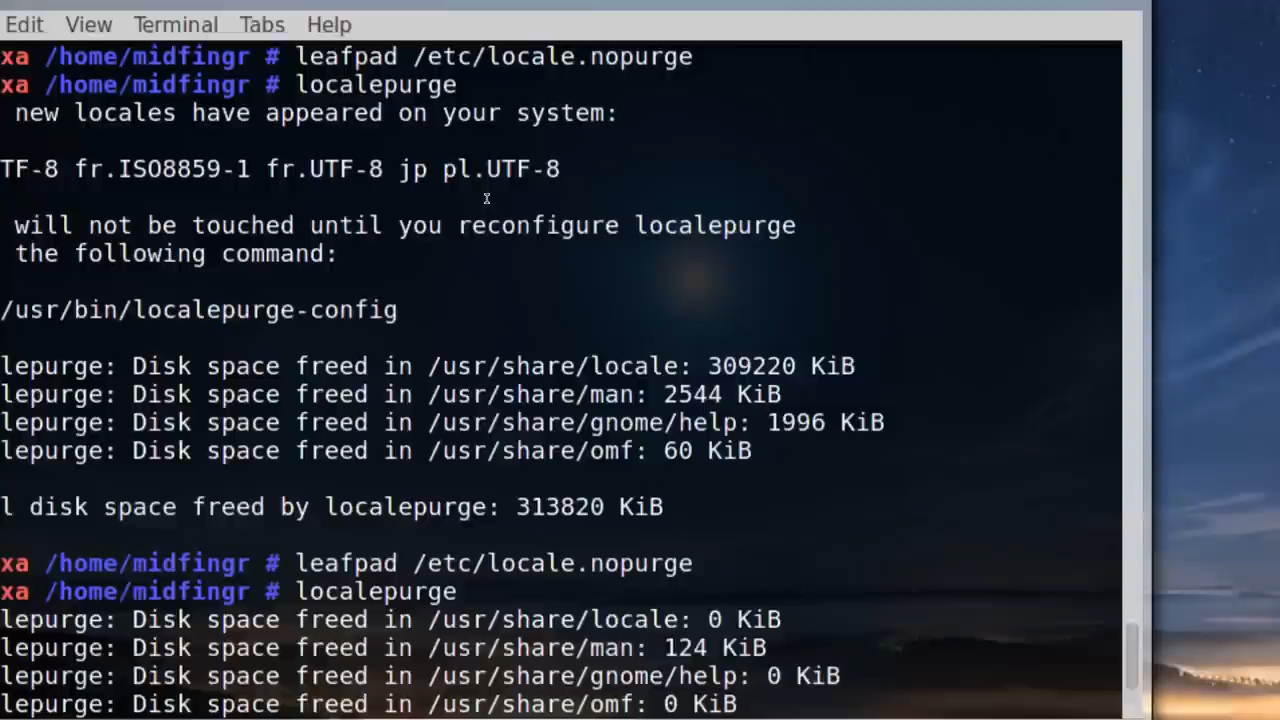 Edit View Terminal Tabs Help
xa /home/midfingr # leafpad /etc/locale.nopurge
xa /home/midfingr # localepurge
new locales have appeared on your system:
TF-8 fr.ISO8859-1 fr.UTF-8 jp pl.UTF-8
will not be touched until you reconfigure localepurge
the following command:
/usr/bin/localepurge-config
lepurge: Disk space freed in /usr/share/locale: 309220 KiB
lepurge: Disk space freed in /usr/share/man: 2544 KiB
lepurge: Disk space freed in /usr/share/gnome/help: 1996 KiB
lepurge: Disk space freed in /usr/share/omf: 60 KiB
l disk space freed by localepurge: 313820 KiB
xa /home/midfingr # leafpad /etc/locale.nopurge
xa /home/midfingr # localepurge
lepurge: Disk space freed in /usr/share/locale: 0 KiB
lepurge: Disk space freed in /usr/share/man: 124 KiB
lepurge: Disk space freed in /usr/share/gnome/help: 0 KiB
lepurge: Disk space freed in /usr/share/omf: 0 KiB